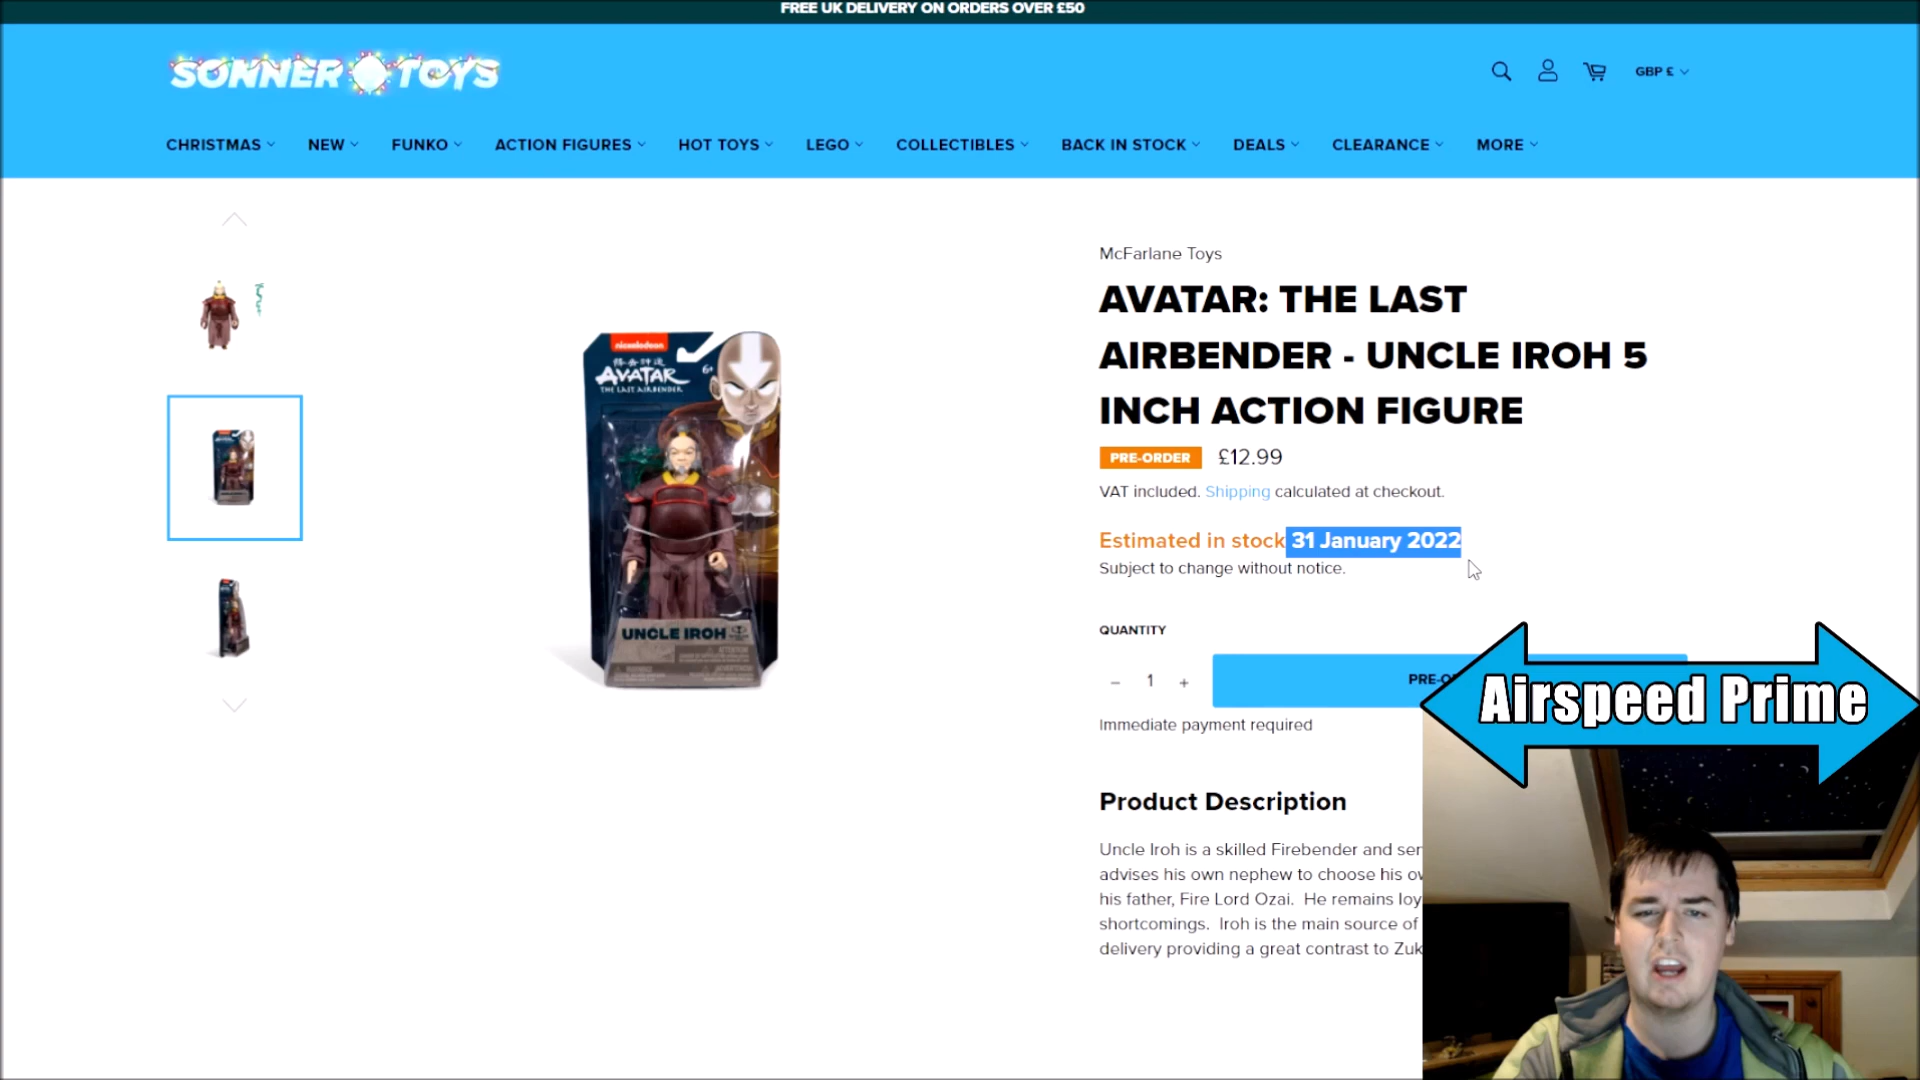 FREE UK DELIVERY ON ORDERS OVER £50
SONNER TOYS
GBP £
CHRISTMAS NEW FUNKO ACTION FIGURES HOT TOYS LEGO COLLECTIBLES BACK IN STOCK DEALS CLEARANCE MORE
McFarlane Toys
AVATAR: THE LAST
AIRBENDER - UNCLE IROH 5
INCH ACTION FIGURE
PRE-ORDER £12.99
VAT included. Shipping calculated at checkout.
Estimated in stock 31 January 2022
Subject to change without notice.
QUANTITY
− 1 +
PRE-O
Immediate payment required
Airspeed Prime
Product Description
Uncle Iroh is a skilled Firebender and ser
advises his own nephew to choose his ow
his father, Fire Lord Ozai. He remains loy
shortcomings. Iroh is the main source of
delivery providing a great contrast to Zuk
nickelodeon
AVATAR
THE LAST AIRBENDER
6+
UNCLE IROH